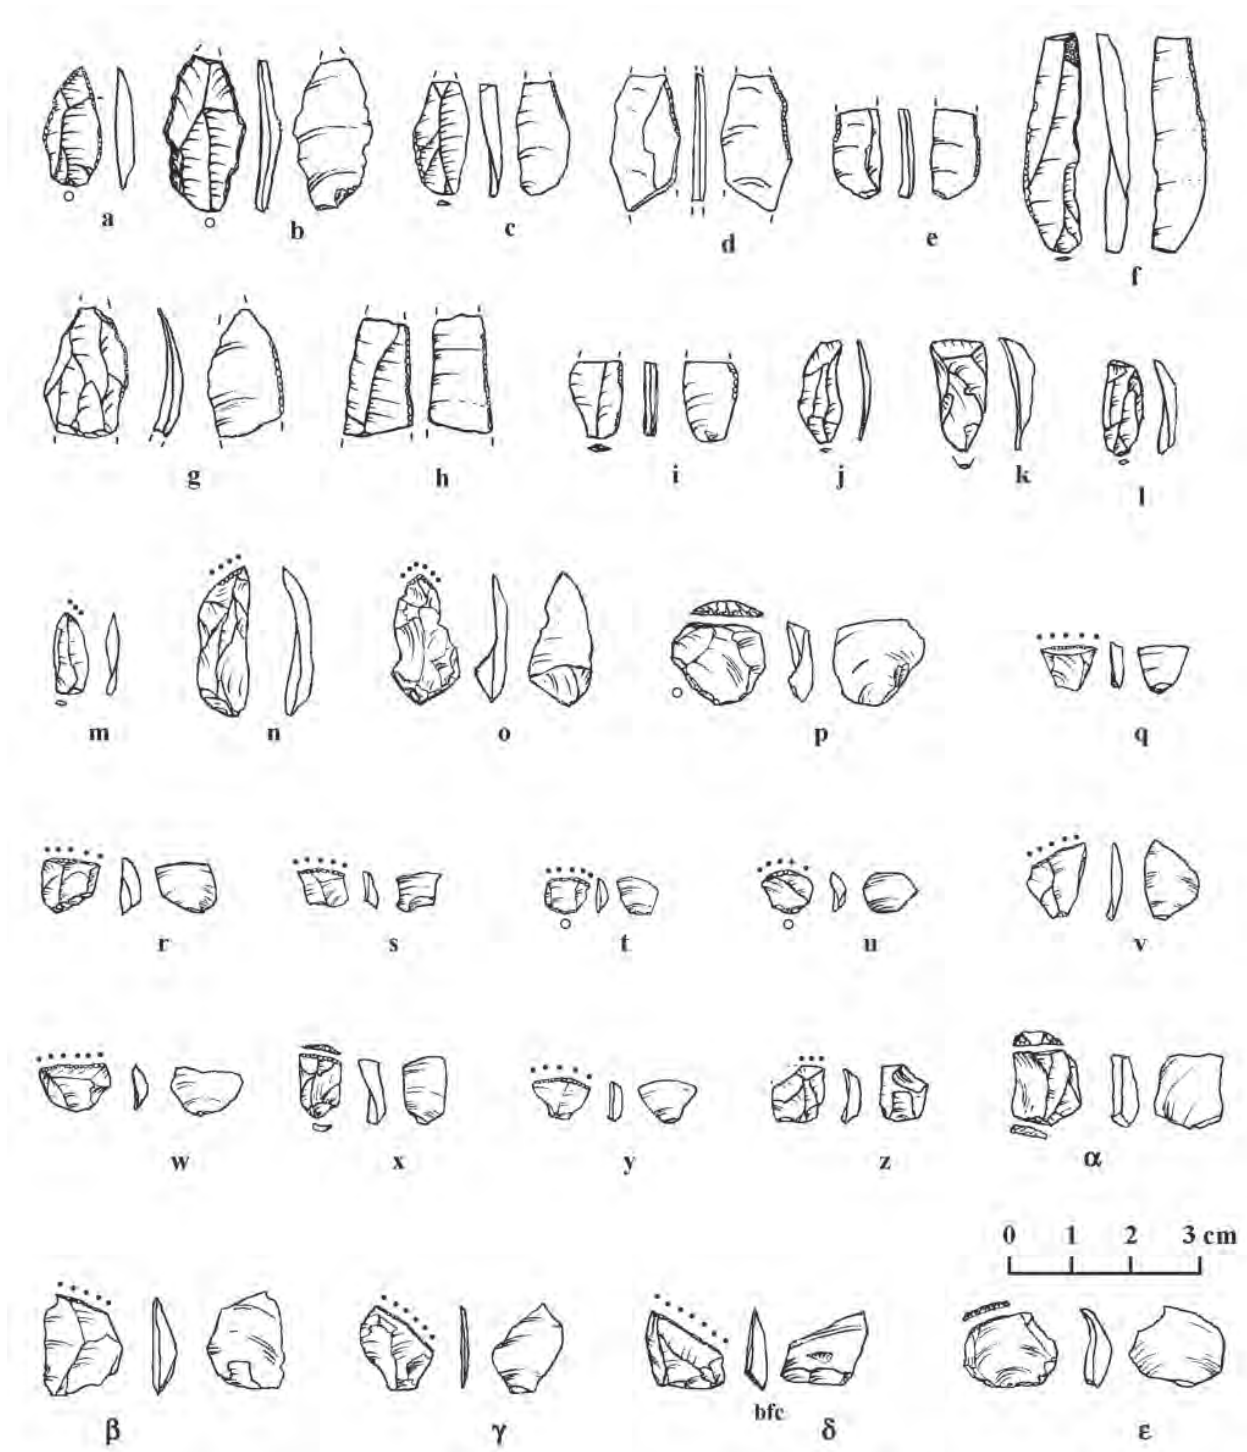 a b c d e f
g h i j k l
m n o p q
r s t u v
w x y z α
0 1 2 3 cm
bfc
β γ δ ε